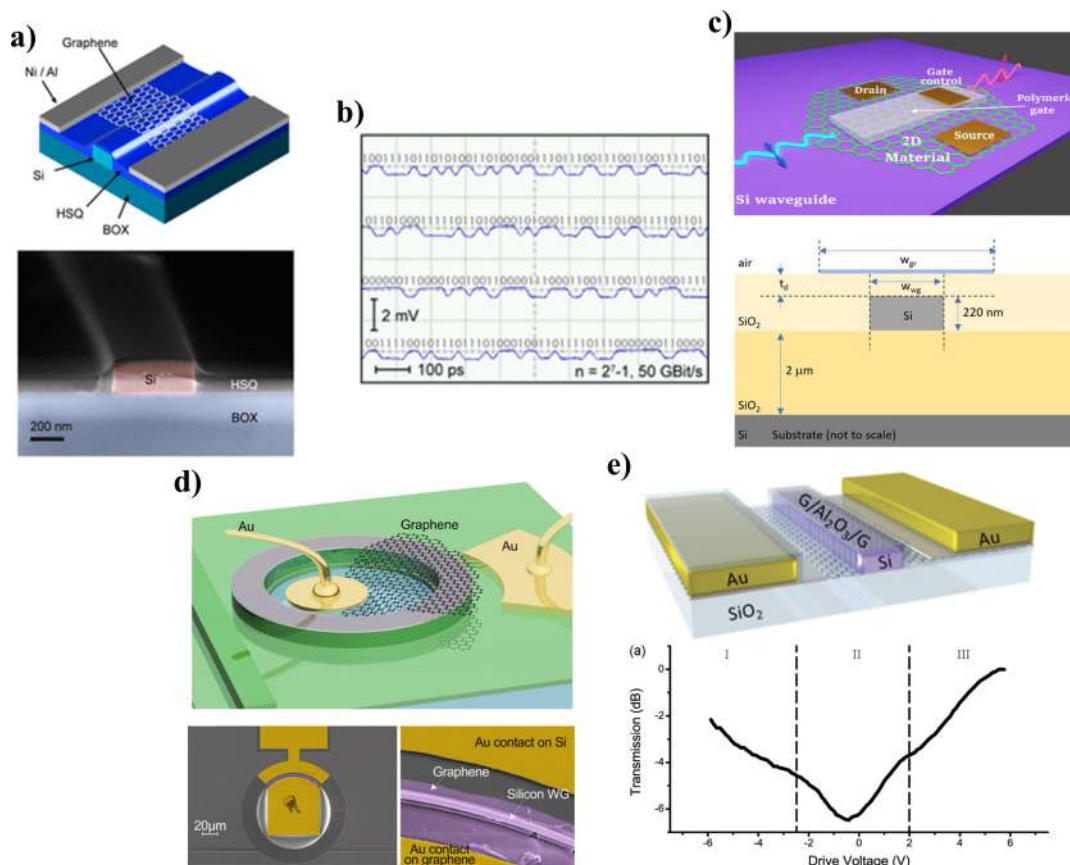 a)
Graphene
Ni / Al
Si
HSQ
BOX
Si
HSQ
BOX
200 nm
b)
2 mV
100 ps
n = 2⁷-1, 50 GBit/s
c)
Drain
Gate control
Polymeric gate
Source
2D Material
Si waveguide
air
w_gr
t_d
w_wg
Si
220 nm
SiO₂
2 μm
SiO₂
Si Substrate (not to scale)
d)
Au
Graphene
Au
20μm
Au contact on Si
Graphene
Silicon WG
Au contact
on graphene
e)
G/Al₂O₃/G
Au
Si
Au
SiO₂
(a)
I II III
Transmission (dB)
0
-2
-4
-6
-6 -4 -2 0 2 4 6
Drive Voltage (V)